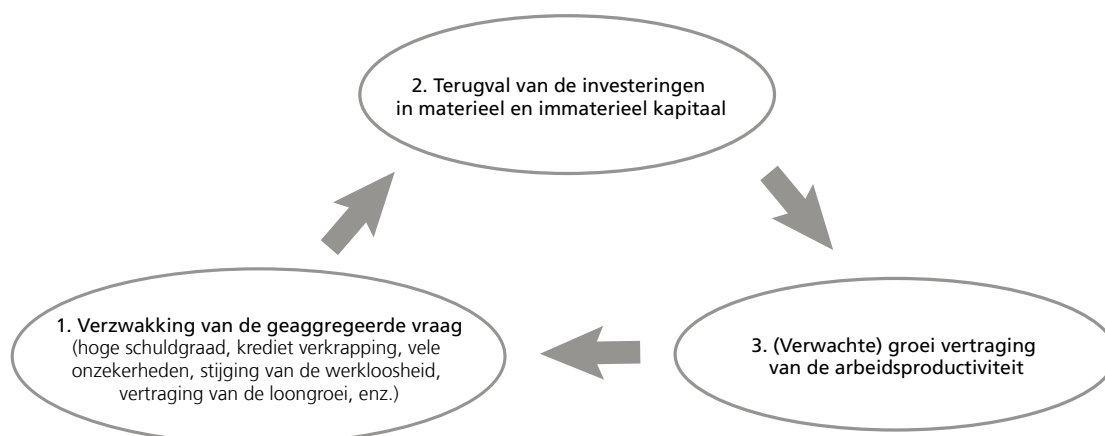 2. Terugval van de investeringen
in materieel en immaterieel kapitaal
1. Verzwakking van de geaggregeerde vraag
(hoge schuldgraad, krediet verkrapping, vele
onzekerheden, stijging van de werkloosheid,
vertraging van de loongroei, enz.)
3. (Verwachte) groei vertraging
van de arbeidsproductiviteit